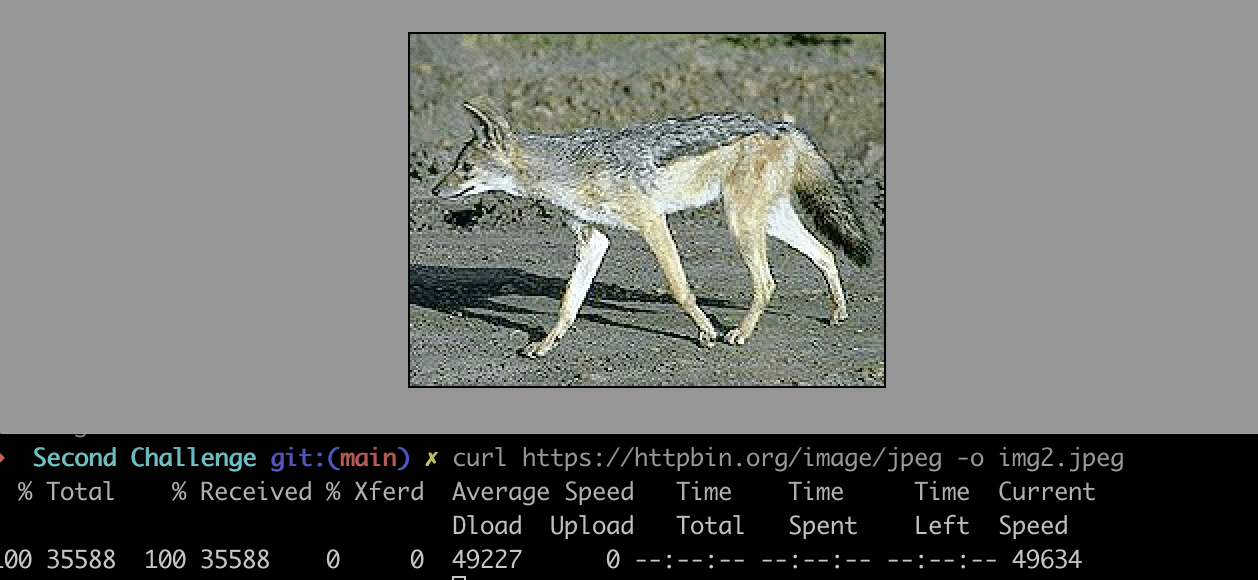 Second Challenge git:(main) ✗ curl https://httpbin.org/image/jpeg -o img2.jpeg
% Total % Received % Xferd Average Speed Time Time Time Current
Dload Upload Total Spent Left Speed
100 35588 100 35588 0 0 49227 0 --:--:-- --:--:-- --:--:-- 49634